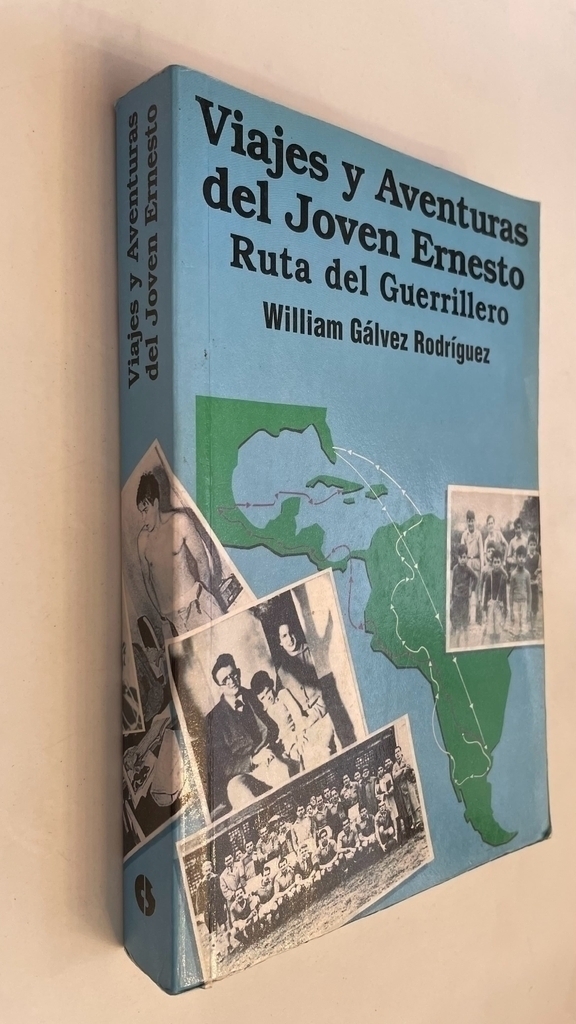 Viajes y Aventuras
del Joven Ernesto
Ruta del Guerrillero
William Gálvez Rodríguez
Viajes y Aventuras
del Joven Ernesto